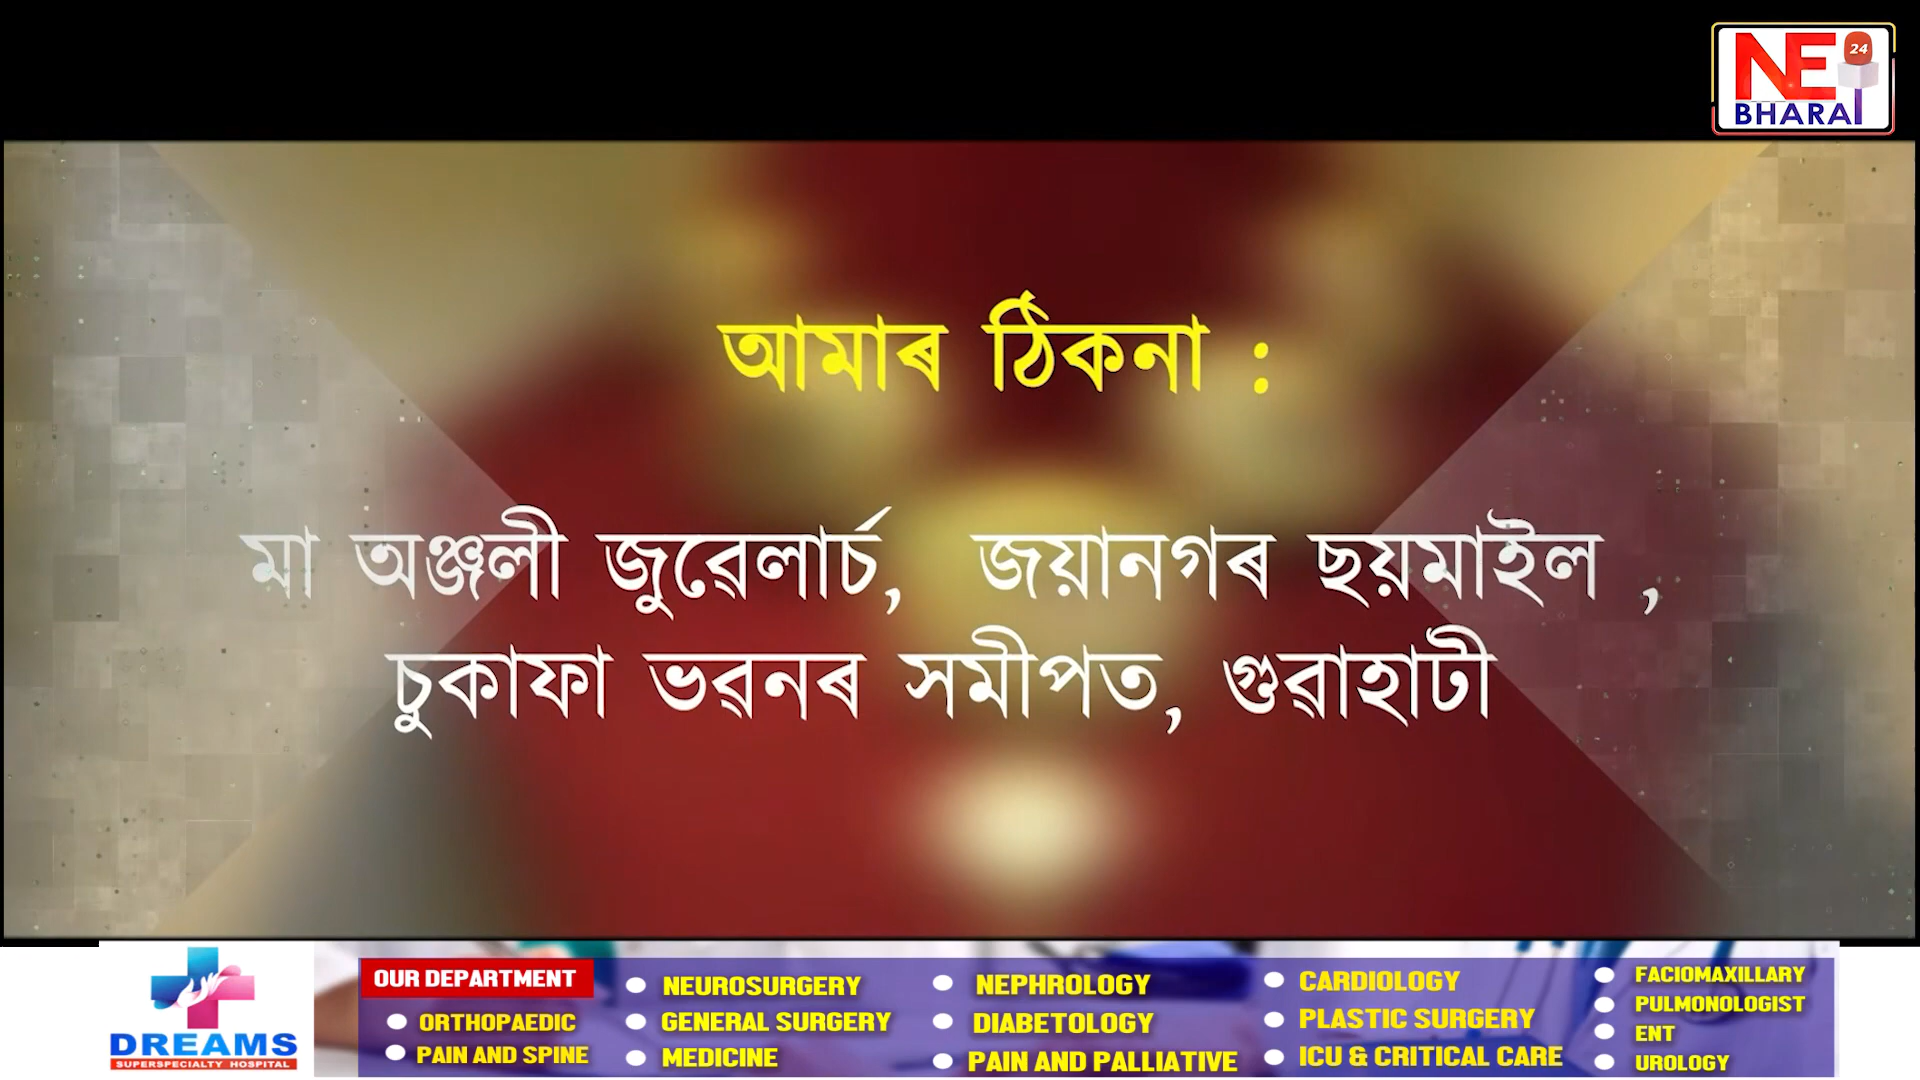 NE
24
BHARAT
আমাৰ ঠিকনা :
মা অঞ্জলী জুৱেলাৰ্চ, জয়ানগৰ ছয়মাইল ,
চুকাফা ভৱনৰ সমীপত, গুৱাহাটী
DREAMS
SUPERSPECIALTY HOSPITAL
OUR DEPARTMENT
ORTHOPAEDIC
PAIN AND SPINE
NEUROSURGERY
GENERAL SURGERY
MEDICINE
NEPHROLOGY
DIABETOLOGY
PAIN AND PALLIATIVE
CARDIOLOGY
PLASTIC SURGERY
ICU & CRITICAL CARE
FACIOMAXILLARY
PULMONOLOGIST
ENT
UROLOGY